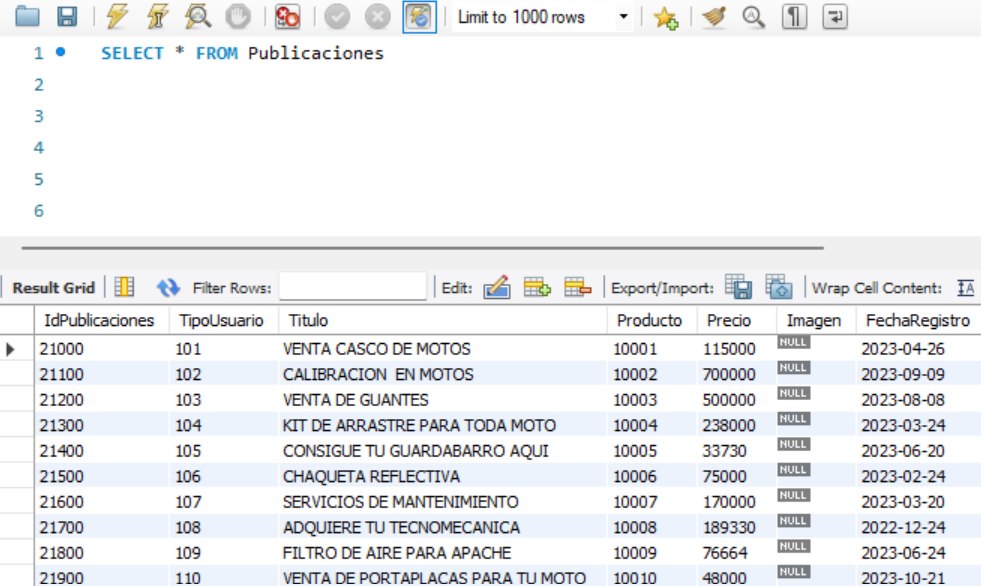 Limit to 1000 rows
1 SELECT * FROM Publicaciones
2
3
4
5
6
Result Grid Filter Rows: Edit: Export/Import: Wrap Cell Content:
IdPublicaciones TipoUsuario Titulo Producto Precio Imagen FechaRegistro
21000 101 VENTA CASCO DE MOTOS 10001 115000 NULL 2023-04-26
21100 102 CALIBRACION  EN MOTOS 10002 700000 NULL 2023-09-09
21200 103 VENTA DE GUANTES 10003 500000 NULL 2023-08-08
21300 104 KIT DE ARRASTRE PARA TODA MOTO 10004 238000 NULL 2023-03-24
21400 105 CONSIGUE TU GUARDABARRO AQUI 10005 33730 NULL 2023-06-20
21500 106 CHAQUETA REFLECTIVA 10006 75000 NULL 2023-02-24
21600 107 SERVICIOS DE MANTENIMIENTO 10007 170000 NULL 2023-03-20
21700 108 ADQUIERE TU TECNOMECANICA 10008 189330 NULL 2022-12-24
21800 109 FILTRO DE AIRE PARA APACHE 10009 76664 NULL 2023-06-24
21900 110 VENTA DE PORTAPLACAS PARA TU MOTO 10010 48000 NULL 2023-10-21